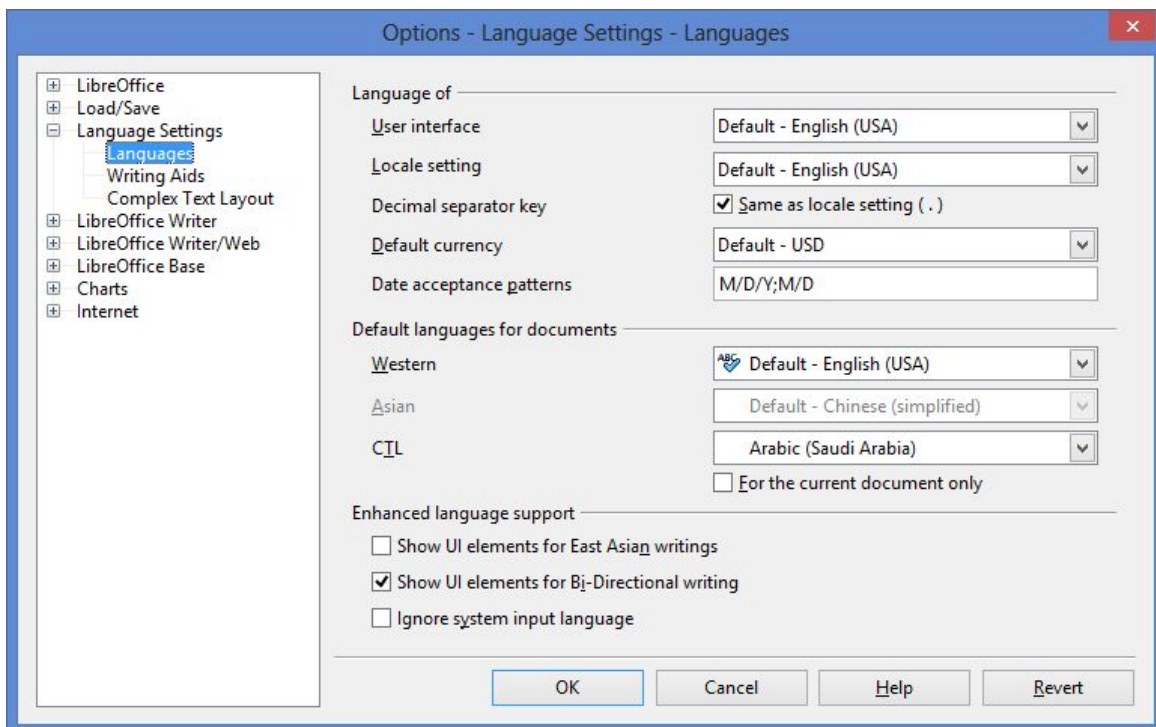 Options - Language Settings - Languages
LibreOffice
Load/Save
Language Settings
Languages
Writing Aids
Complex Text Layout
LibreOffice Writer
LibreOffice Writer/Web
LibreOffice Base
Charts
Internet
Language of
User interface
Default - English (USA)
Locale setting
Default - English (USA)
Decimal separator key
Same as locale setting ( . )
Default currency
Default - USD
Date acceptance patterns
M/D/Y;M/D
Default languages for documents
Western
ABC Default - English (USA)
Asian
Default - Chinese (simplified)
CTL
Arabic (Saudi Arabia)
For the current document only
Enhanced language support
Show UI elements for East Asian writings
Show UI elements for Bi-Directional writing
Ignore system input language
OK
Cancel
Help
Revert